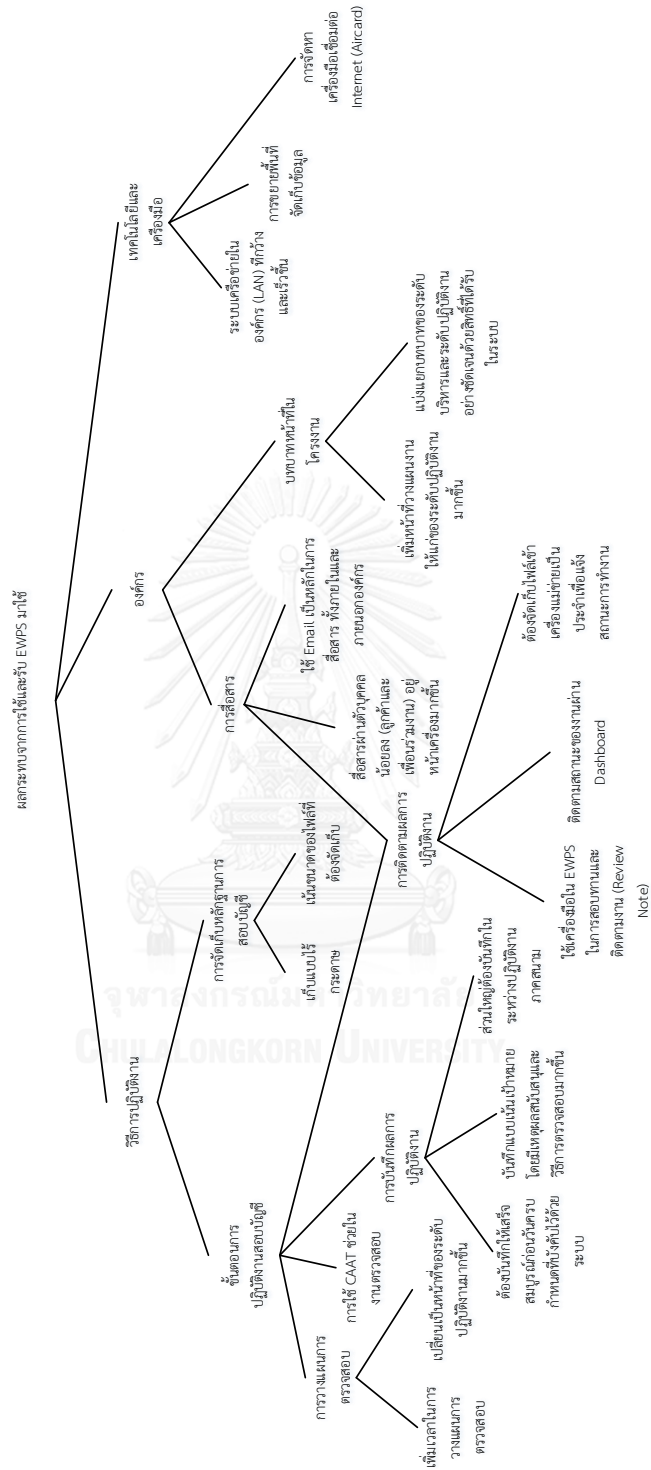 ผลกระทบจากการใช้และรับ EWPS มาใช้
วิธีการปฏิบัติงาน
องค์กร
เทคโนโลยีและ
เครื่องมือ
ขั้นตอนการ
ปฏิบัติงานสอบบัญชี
การจัดเก็บหลักฐานการ
สอบบัญชี
การสื่อสาร
บทบาทหน้าที่ใน
โครงงาน
ระบบเครือข่ายใน
องค์กร (LAN) ที่กว้าง
และเร็วขึ้น
การขยายพื้นที่
จัดเก็บข้อมูล
การจัดหา
เครื่องมือเชื่อมต่อ
Internet (Aircard)
การวางแผนการ
ตรวจสอบ
การใช้ CAAT ช่วยใน
งานตรวจสอบ
การบันทึกผลการ
ปฏิบัติงาน
เก็บแบบไร้
กระดาษ
เน้นขนาดของไฟล์ที่
ต้องจัดเก็บ
การติดตามผลการ
ปฏิบัติงาน
สื่อสารผ่านตัวบุคคล
น้อยลง (ลูกค้าและ
เพื่อนร่วมงาน) อยู่
หน้าเครื่องมากขึ้น
ใช้ Email เป็นหลักในการ
สื่อสาร ทั้งภายในและ
ภายนอกองค์กร
เพิ่มหน้าที่วางแผนงาน
ให้แก่ของระดับปฏิบัติงาน
มากขึ้น
แบ่งแยกบทบาทของระดับ
บริหารและระดับปฏิบัติงาน
อย่างชัดเจนด้วยสิทธิ์ที่ได้รับ
ในระบบ
เพิ่มเวลาในการ
วางแผนการ
ตรวจสอบ
เปลี่ยนเป็นหน้าที่ของระดับ
ปฏิบัติงานมากขึ้น
ต้องบันทึกให้เสร็จ
สมบูรณ์ก่อนวันครบ
กำหนดที่บังคับไว้ด้วย
ระบบ
บันทึกแบบเน้นเป้าหมาย
โดยมีเหตุผลสนับสนุและ
วิธีการตรวจสอบมากขึ้น
ส่วนใหญ่ต้องบันทึกใน
ระหว่างปฏิบัติงาน
ภาคสนาม
ใช้เครื่องมือใน EWPS
ในการสอบทานและ
ติดตามงาน (Review
Note)
ติดตามสถานะของงานผ่าน
Dashboard
ต้องจัดเก็บไฟล์เข้า
เครื่องแม่ข่ายเป็น
ประจำเพื่อแจ้ง
สถานะการทำงาน
จุฬาลงกรณ์มหาวิทยาลัย
CHULALONGKORN UNIVERSITY